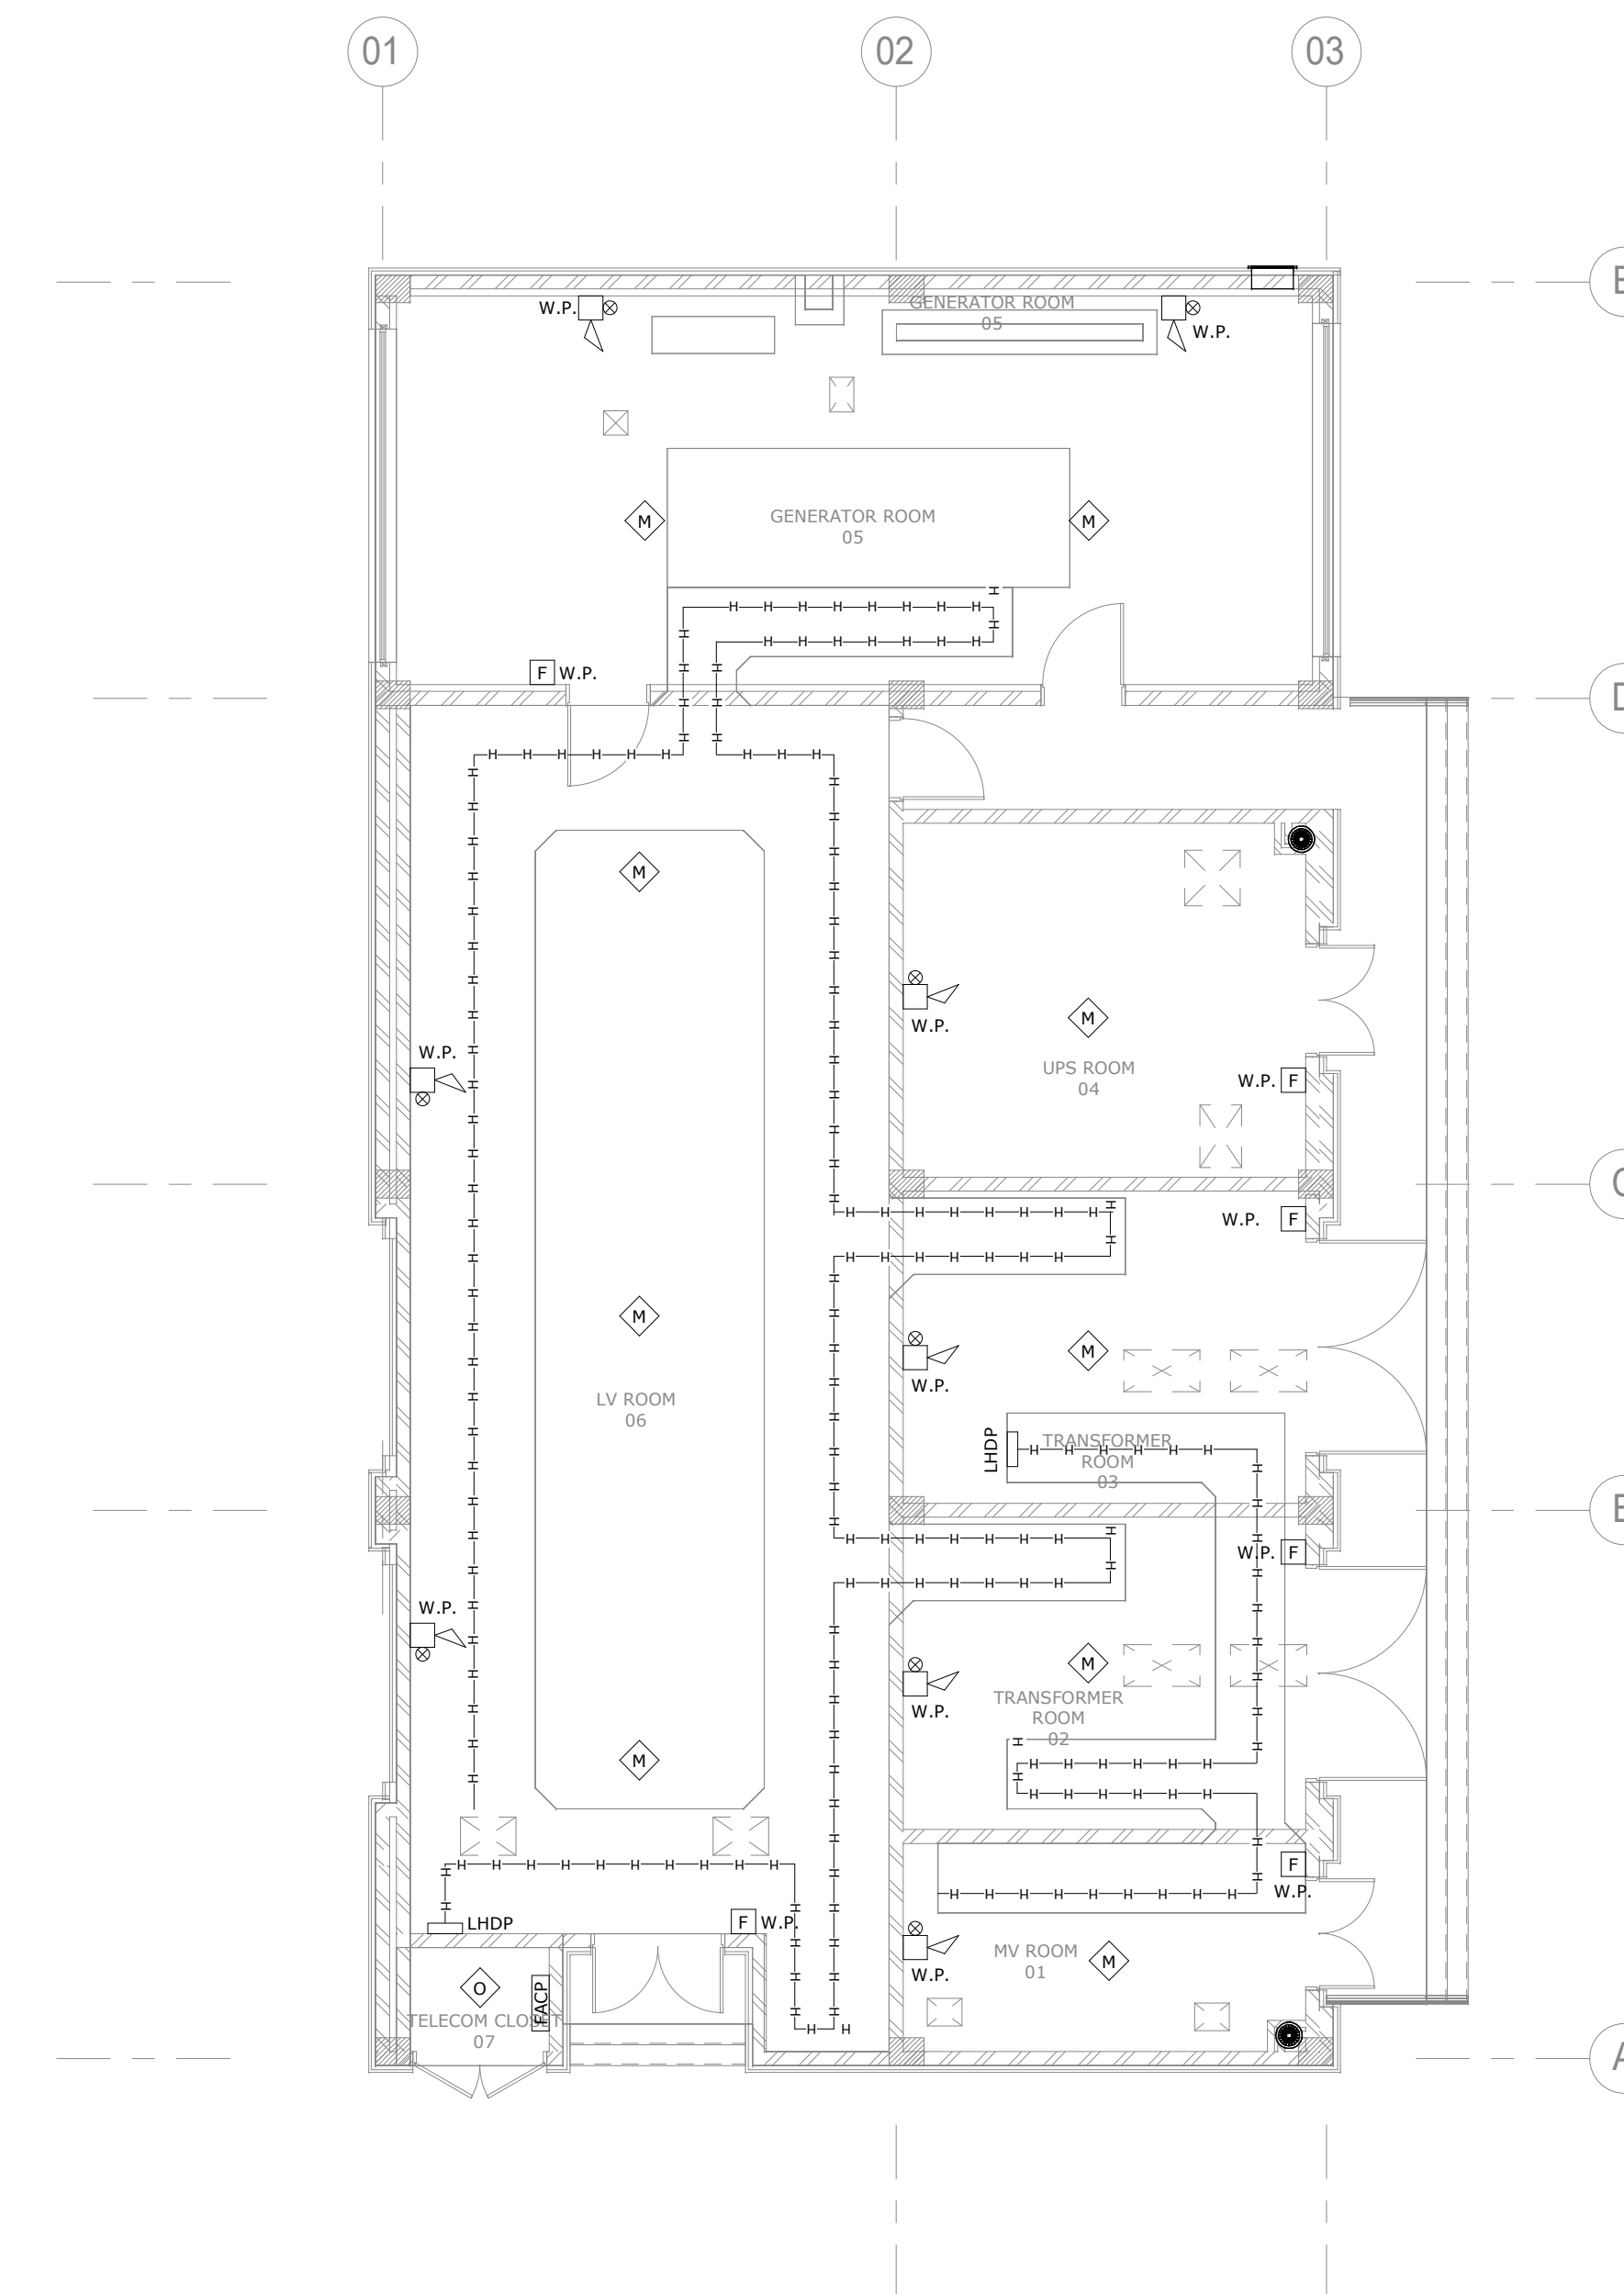 01
02
03
GENERATOR ROOM
05
W.P.
W.P.
GENERATOR ROOM
05
M
M
H H H H H H H H
H H H H H H H
F W.P.
D
H H H H H H
H H H
M
W.P.
M
W.P.
UPS ROOM
04
W.P. F
H H H H H H H H
W.P. F
H H H H H H H
M
M
W.P.
LV ROOM
06
LHDP
TRANSFORMER
ROOM
03
H H H H H H
H H H H H H H
W.P. F
H H H H H H H
W.P.
M
TRANSFORMER
ROOM
02
W.P.
M
H H H H H H
H H H H H H
H H H H H H H H H H
F
W.P.
H H H H H H H H H
LHDP
F W.P.
MV ROOM
01
M
W.P.
O
FACP
TELECOM CLOSET
07
H H
A